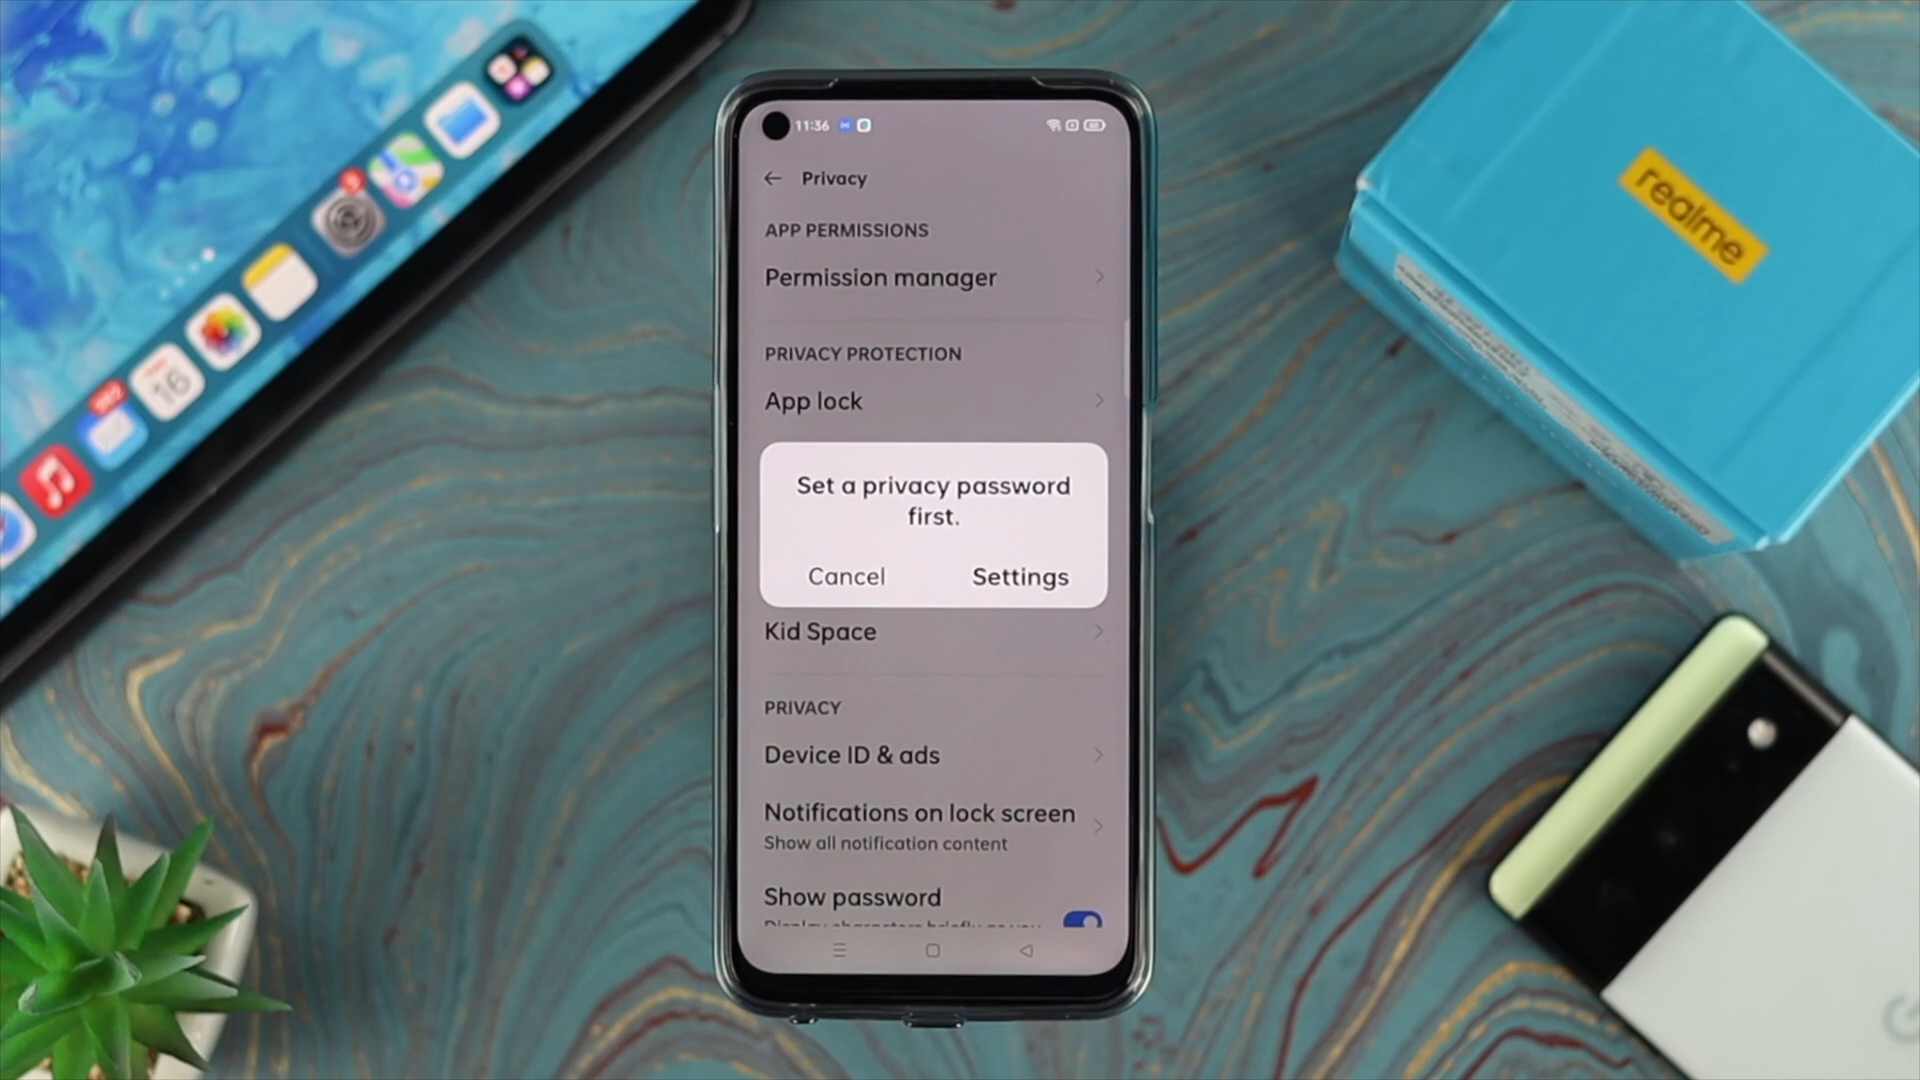 11:36
Privacy
APP PERMISSIONS
Permission manager
PRIVACY PROTECTION
App lock
Set a privacy password
first.
Cancel
Settings
Kid Space
PRIVACY
Device ID & ads
Notifications on lock screen
Show all notification content
Show password
realme
16
G